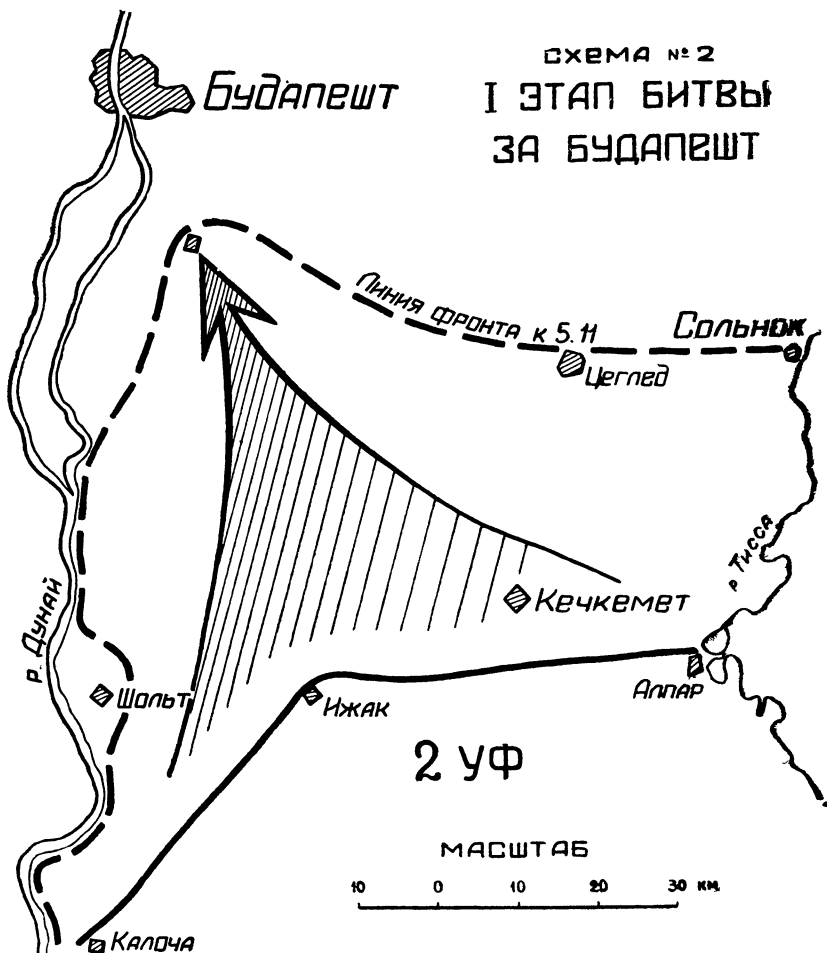 СХЕМА № 2
I ЭТАП БИТВЫ
ЗА БУДАПЕШТ
Будапешт
Линия фронта к 5.11
Сольнок
Цеглед
р. Тисса
Кечкемет
р. Дунай
Шольт
Ижак
Алпар
2 УФ
МАСШТАБ
10 0 10 20 30 км.
Калоча